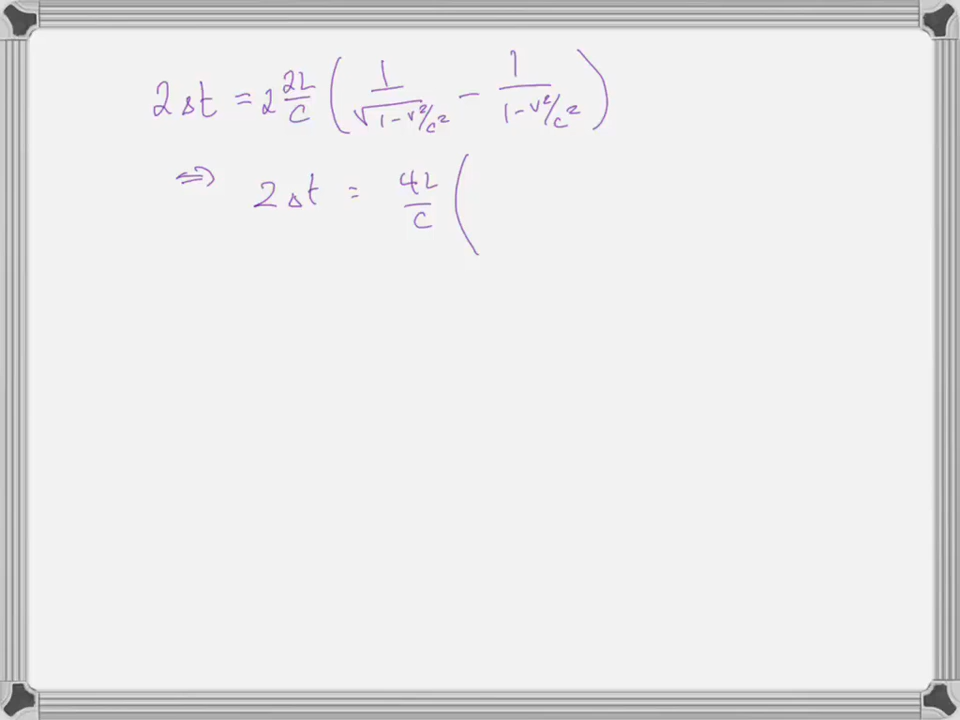 2Δt = 2 2L/C ( 1/√(1-v²/c²) - 1/(1-v²/c²) )
⇒ 2Δt = 4L/C (